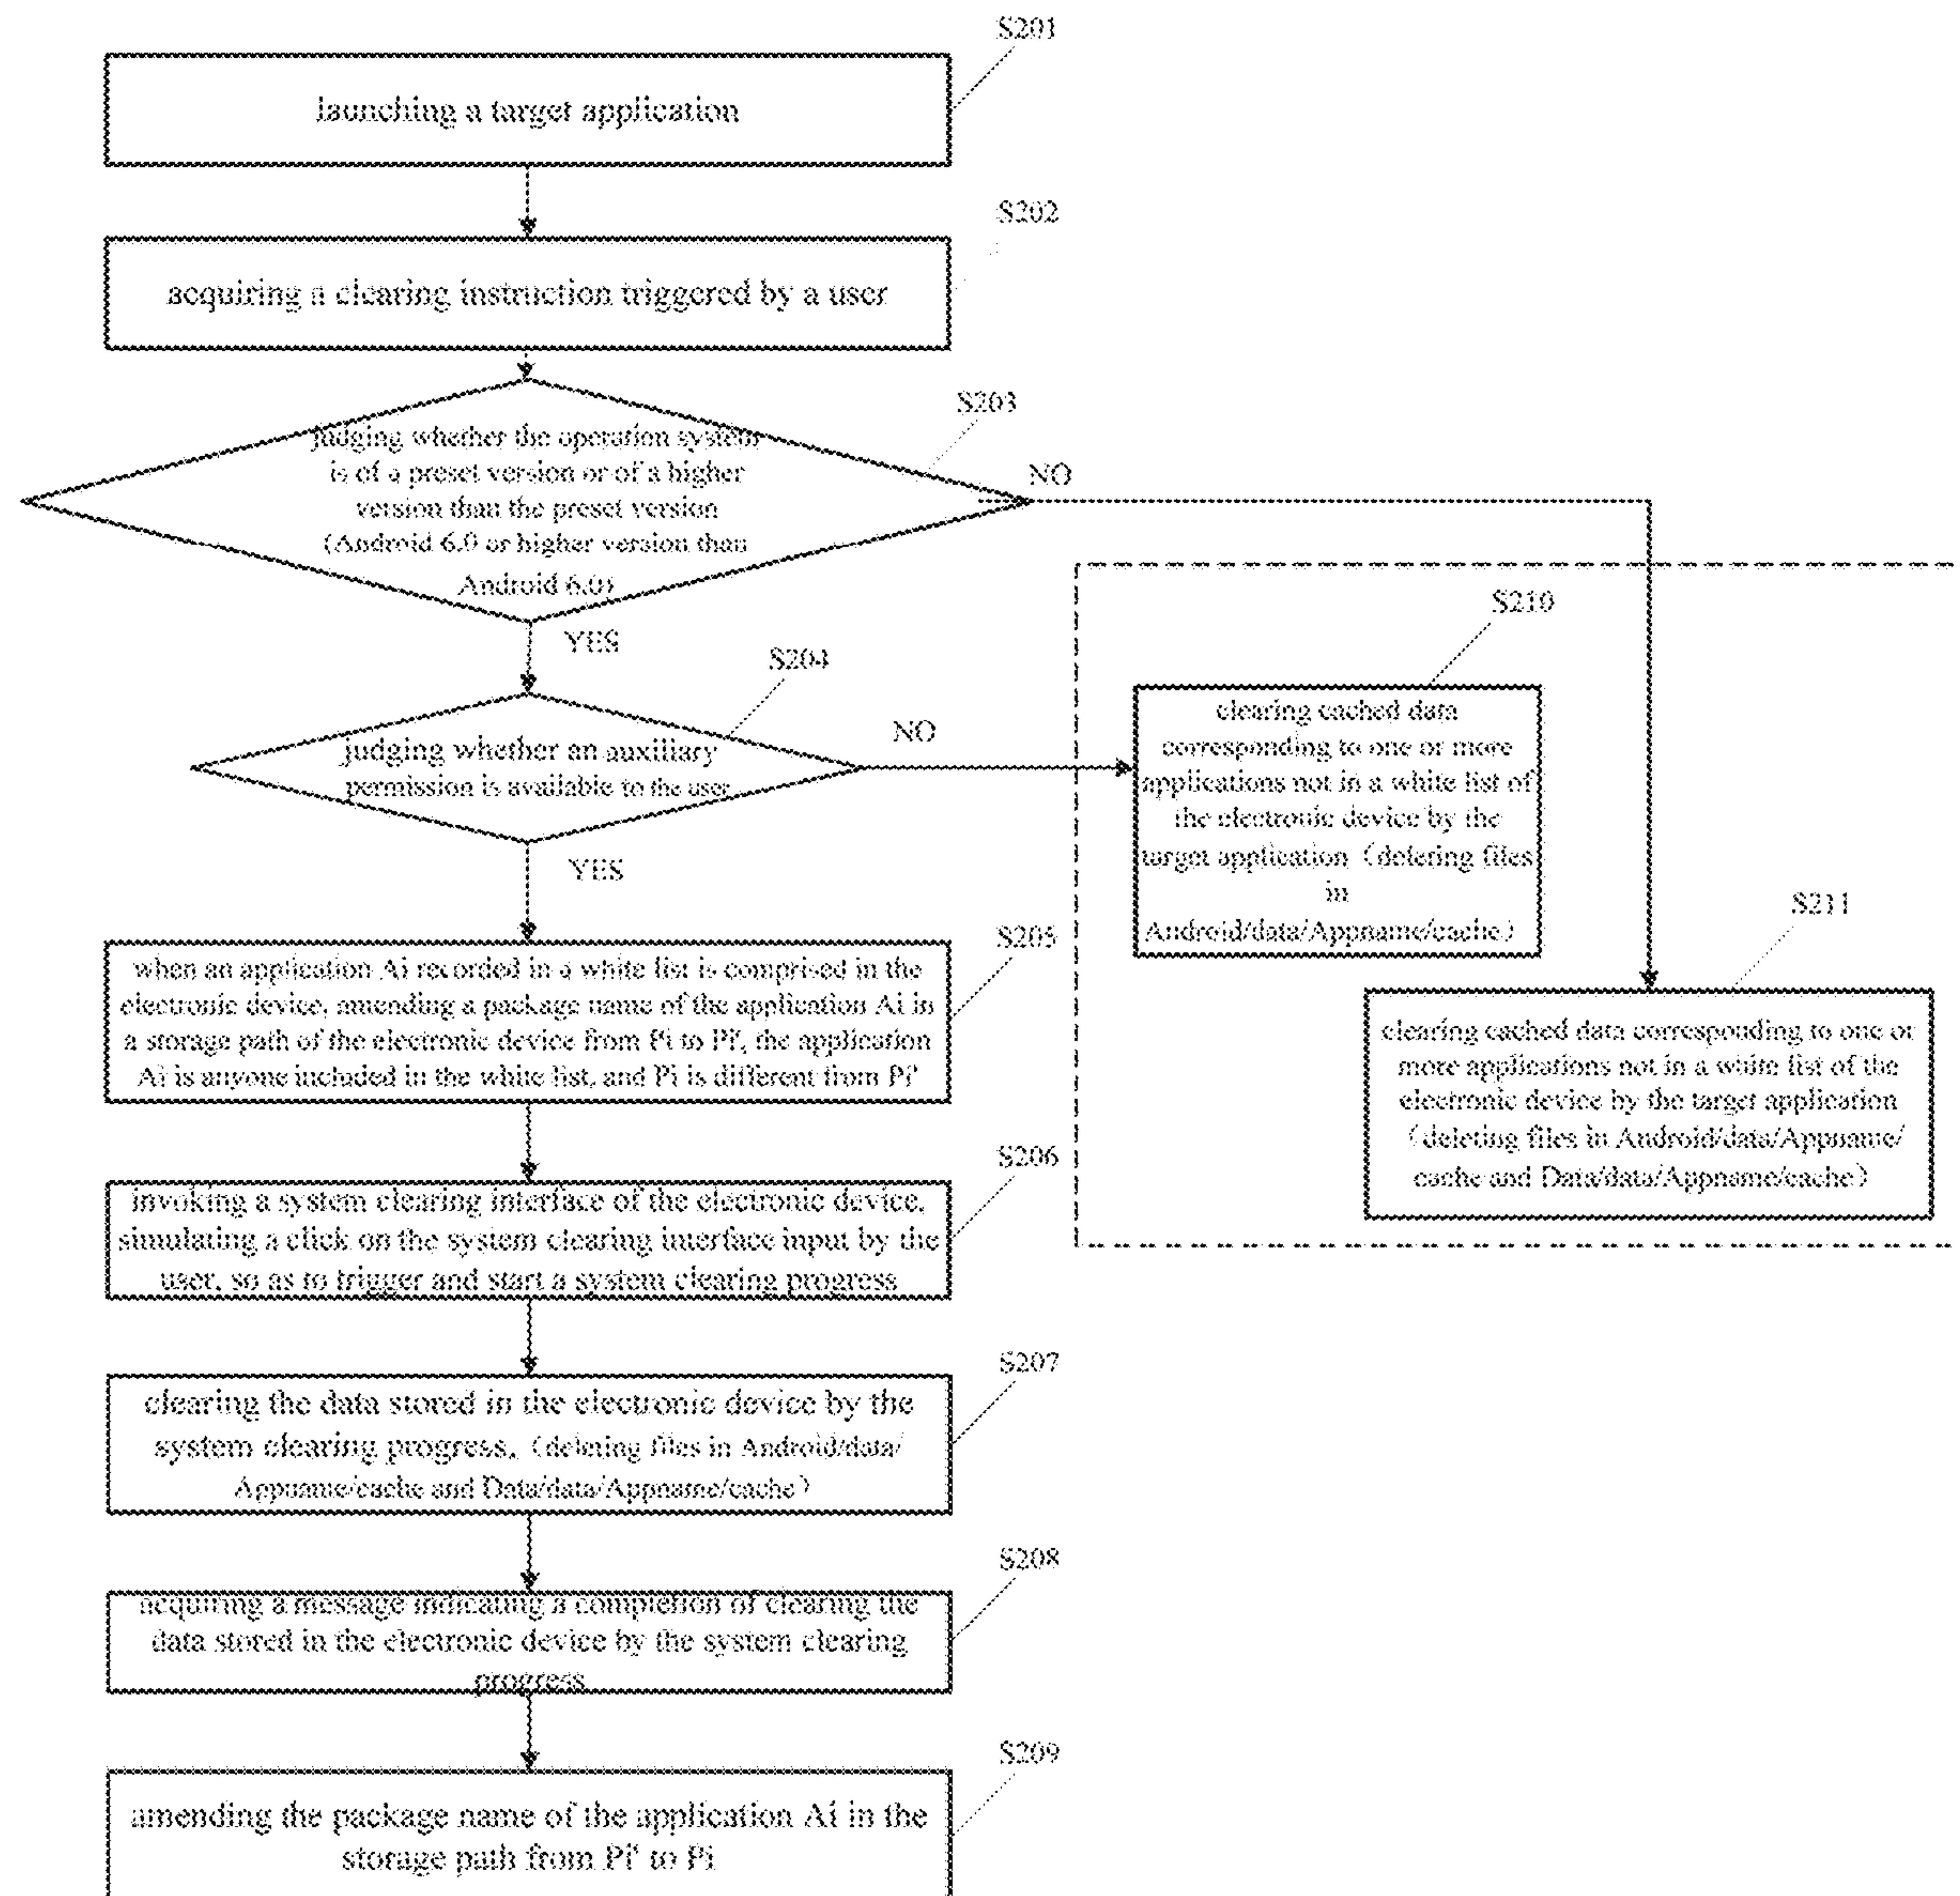 S201
launching a target application
S202
acquiring a clearing instruction triggered by a user
S203
judging whether the operation system
is of a preset version or of a higher
version than the preset version
(Android 6.0 or higher version than
Android 6.0)
NO
YES
S204
judging whether an auxiliary
permission is available to the user
NO
YES
S210
clearing cached data
corresponding to one or more
applications not in a white list of
the electronic device by the
target application（deleting files
in
Android/data/Appname/cache）
S211
clearing cached data corresponding to one or
more applications not in a white list of the
electronic device by the target application
（deleting files in Android/data/Appname/
cache and Data/data/Appname/cache）
S205
when an application Ai recorded in a white list is comprised in the
electronic device, amending a package name of the application Ai in
a storage path of the electronic device from Pi to Pi', the application
Ai is anyone included in the white list, and Pi is different from Pi'
S206
invoking a system clearing interface of the electronic device,
simulating a click on the system clearing interface input by the
user, so as to trigger and start a system clearing progress
S207
clearing the data stored in the electronic device by the
system clearing progress,（deleting files in Android/data/
Appname/cache and Data/data/Appname/cache）
S208
acquiring a message indicating a completion of clearing the
data stored in the electronic device by the system clearing
progress
S209
amending the package name of the application Ai in the
storage path from Pi' to Pi